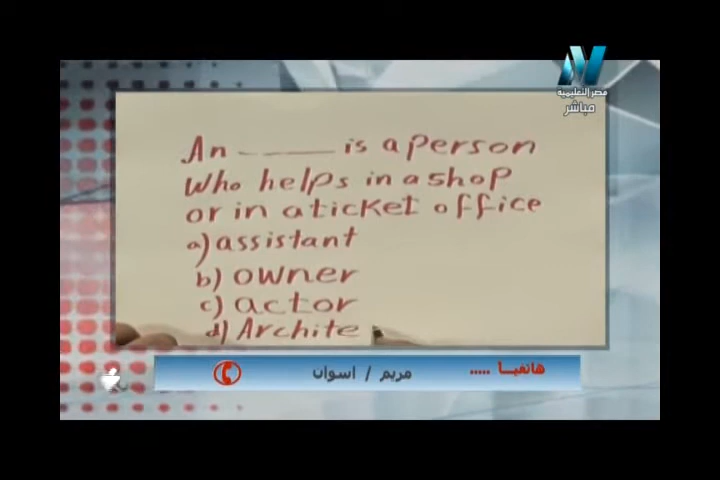 مصر التعليمية
مباشر
An ______ is a person
who helps in a shop
or in a ticket office
a) assistant
b) owner
c) actor
d) Archite
هاتفيا .....
مريم / اسوان